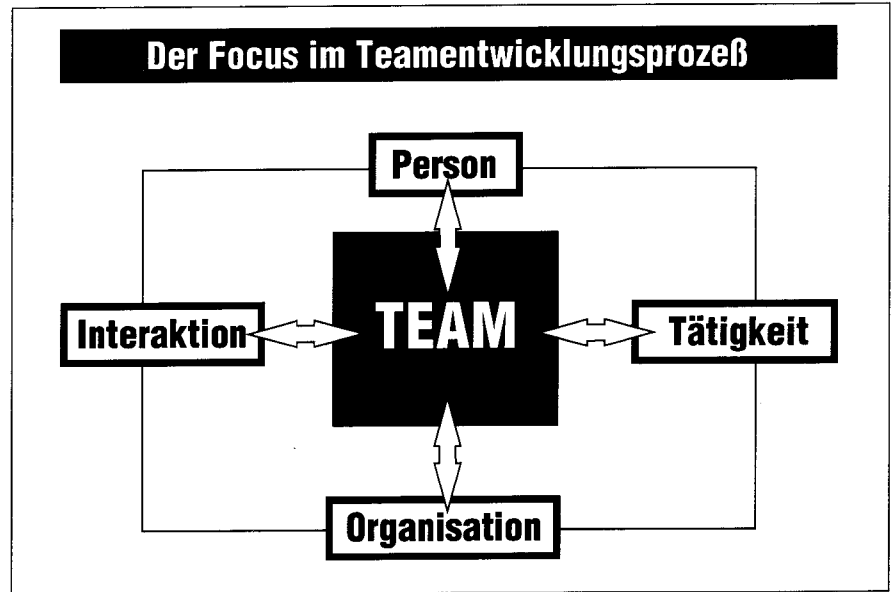 Der Focus im Teamentwicklungsprozeß
Person
Interaktion
TEAM
Tätigkeit
Organisation